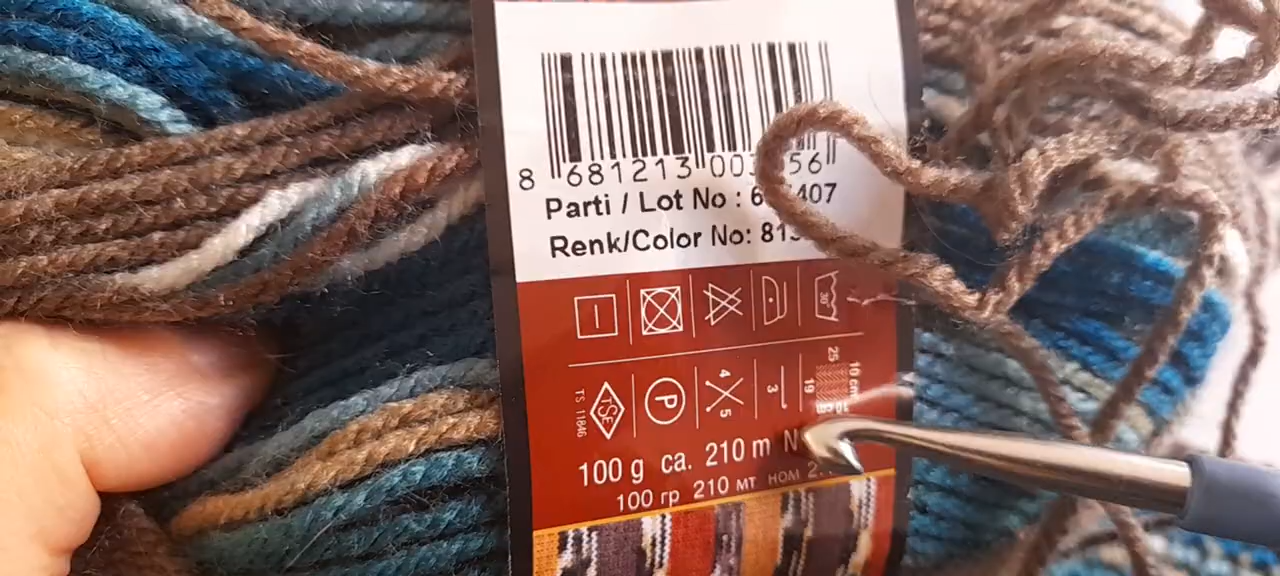 8 681213 00 56
Parti / Lot No : 6 407
Renk/Color No: 81
30°
25
10 cm
19
3
4
5
P
TSE
TS 11846
100 g ca. 210 m N
100 гр 210 мт НОМ 2